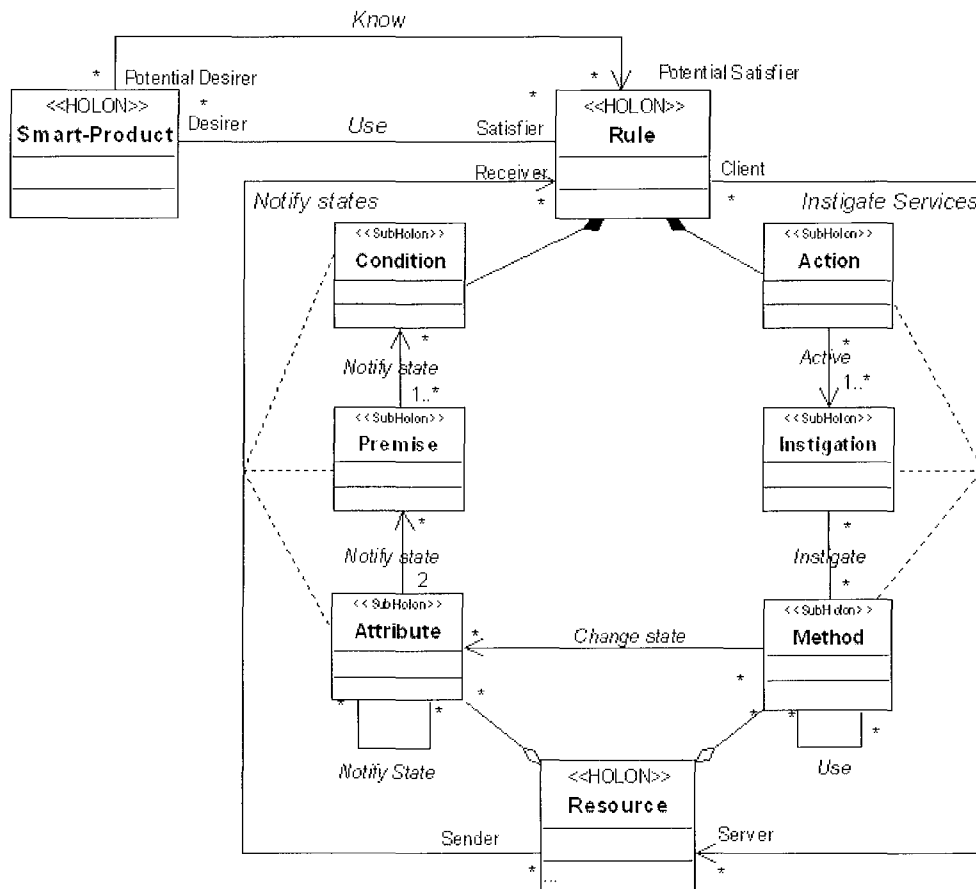 Know
* Potential Desirer
* Potential Satisfier
<<HOLON>>
Smart-Product
* Desirer
Use
* Satisfier
<<HOLON>>
Rule
Receiver
*
Client
*
Notify states
Instigate Services
<<SubHolon>>
Condition
<<SubHolon>>
Action
*
Notify state
1..*
*
Active
1..*
<<SubHolon>>
Premise
<<SubHolon>>
Instigation
*
Notify state
2
*
Instigate
*
<<SubHolon>>
Attribute
<<SubHolon>>
Method
*
Change state
*
*
*
*
*
*
*
Notify State
Use
<<HOLON>>
Resource
...
Sender
*
Server
*